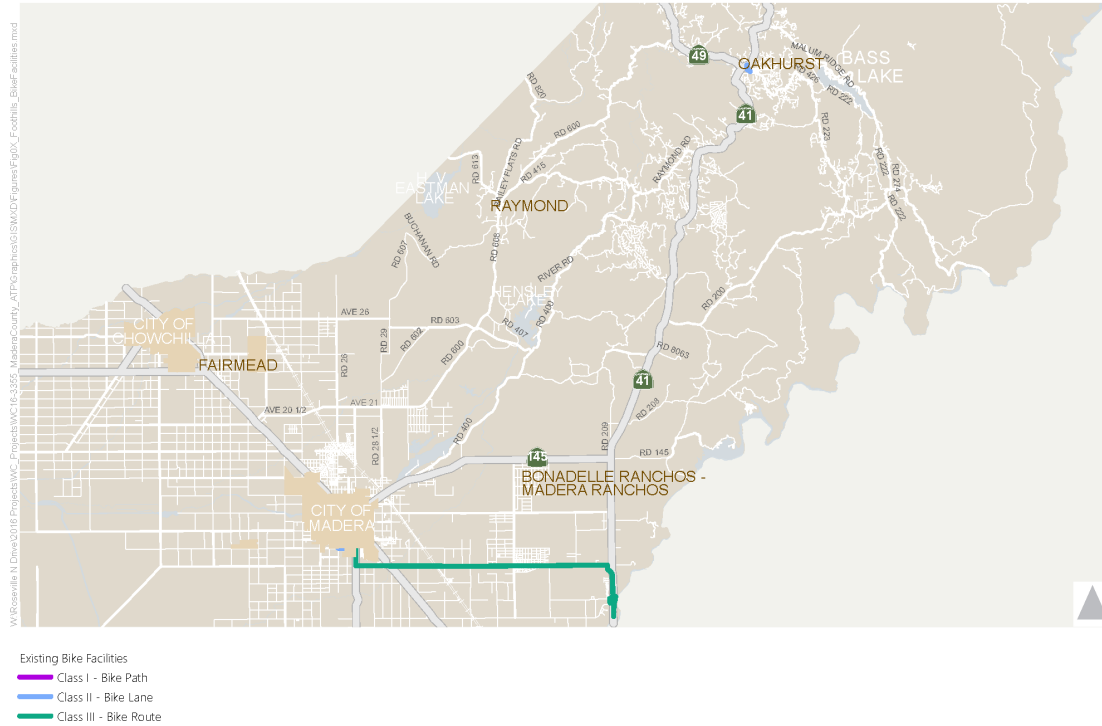 W:\Roseville N Drive\2016 Projects\WC_Projects\WC16-3355_MaderaCounty_ATP\Graphics\GIS\MXD\Figures\Fig0X_Foothills_BikeFacilities.mxd
49
OAKHURST
MALUM RIDGE RD
BASS
LAKE
RD 426
RD 222
41
RD 820
RD 600
RD 223
RAYMOND RD
RD 613
RD 415
RD 222
RD 274
RD 222
EASTMAN
LAKE
RAYMOND
BUCHANAN RD
RD 607
RD 608
RIVER RD
HENSLEY
LAKE
RD 400
RD 200
AVE 26
RD 603
RD 407
RD 29
RD 602
RD 600
CITY OF
CHOWCHILLA
FAIRMEAD
RD 26
RD 8063
41
AVE 20 1/2
AVE 21
RD 208
RD 28 1/2
RD 400
RD 209
145
RD 145
BONADELLE RANCHOS -
MADERA RANCHOS
CITY OF
MADERA
Existing Bike Facilities
Class I - Bike Path
Class II - Bike Lane
Class III - Bike Route